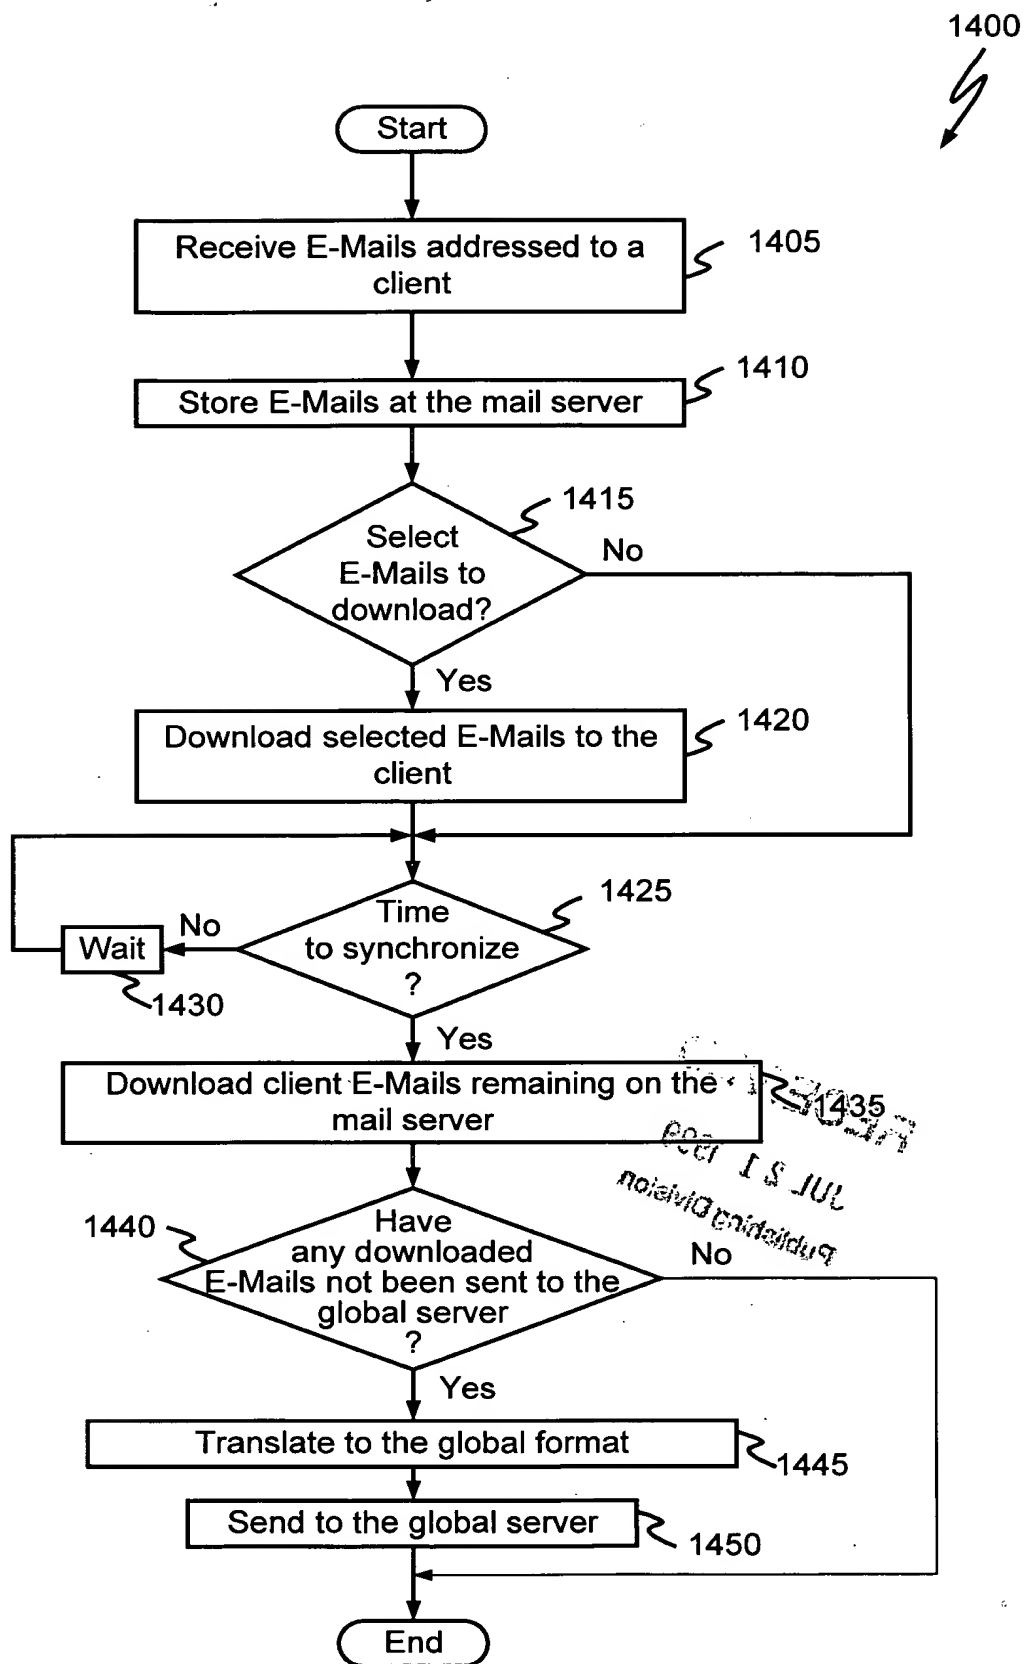 1400
Start
Receive E-Mails addressed to a
client
1405
Store E-Mails at the mail server
1410
Select
E-Mails to
download?
1415
No
Yes
Download selected E-Mails to the
client
1420
Time
to synchronize
?
1425
No
Wait
1430
Yes
Download client E-Mails remaining on the
mail server
1435
JUL 21 1999
Publishing Division
Have
any downloaded
E-Mails not been sent to the
global server
?
1440
No
Yes
Translate to the global format
1445
Send to the global server
1450
End